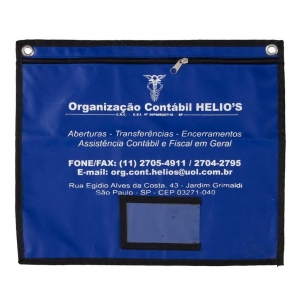 Organização Contábil HELIO'S
Aberturas - Transferências - Encerramentos
Assistência Contábil e Fiscal em Geral
FONE/FAX: (11) 2705-4911 / 2704-2795
E-mail: org.cont.helios@uol.com.br
Rua Egidio Alves da Costa, 43 - Jardim Grimaldi
São Paulo - SP - CEP 03271-040